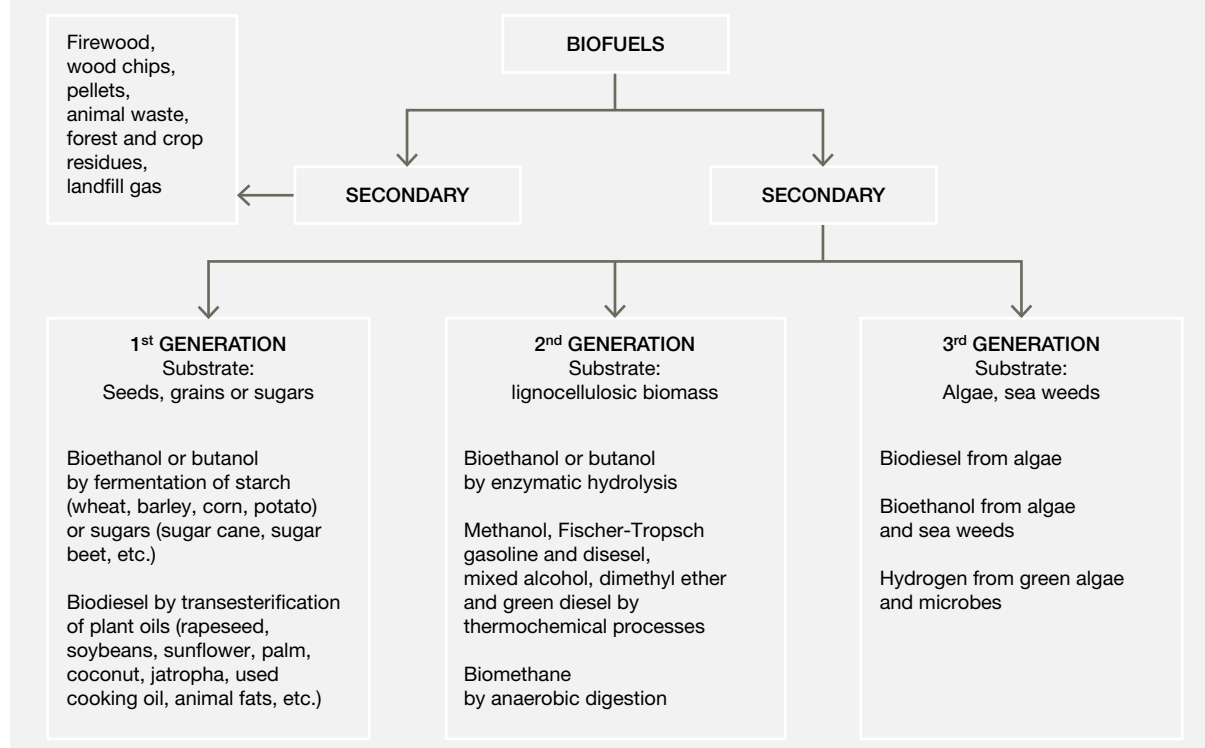 Firewood,
wood chips,
pellets,
animal waste,
forest and crop
residues,
landfill gas
BIOFUELS
SECONDARY
SECONDARY
1st GENERATION
Substrate:
Seeds, grains or sugars
Bioethanol or butanol
by fermentation of starch
(wheat, barley, corn, potato)
or sugars (sugar cane, sugar
beet, etc.)
Biodiesel by transesterification
of plant oils (rapeseed,
soybeans, sunflower, palm,
coconut, jatropha, used
cooking oil, animal fats, etc.)
2nd GENERATION
Substrate:
lignocellulosic biomass
Bioethanol or butanol
by enzymatic hydrolysis
Methanol, Fischer-Tropsch
gasoline and disesel,
mixed alcohol, dimethyl ether
and green diesel by
thermochemical processes
Biomethane
by anaerobic digestion
3rd GENERATION
Substrate:
Algae, sea weeds
Biodiesel from algae
Bioethanol from algae
and sea weeds
Hydrogen from green algae
and microbes